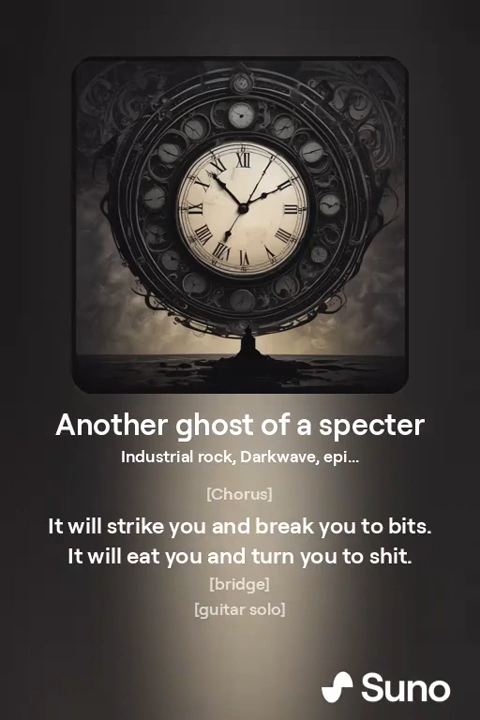 Another ghost of a specter
Industrial rock, Darkwave, epi...
[Chorus]
It will strike you and break you to bits.
It will eat you and turn you to shit.
[bridge]
[guitar solo]
Suno